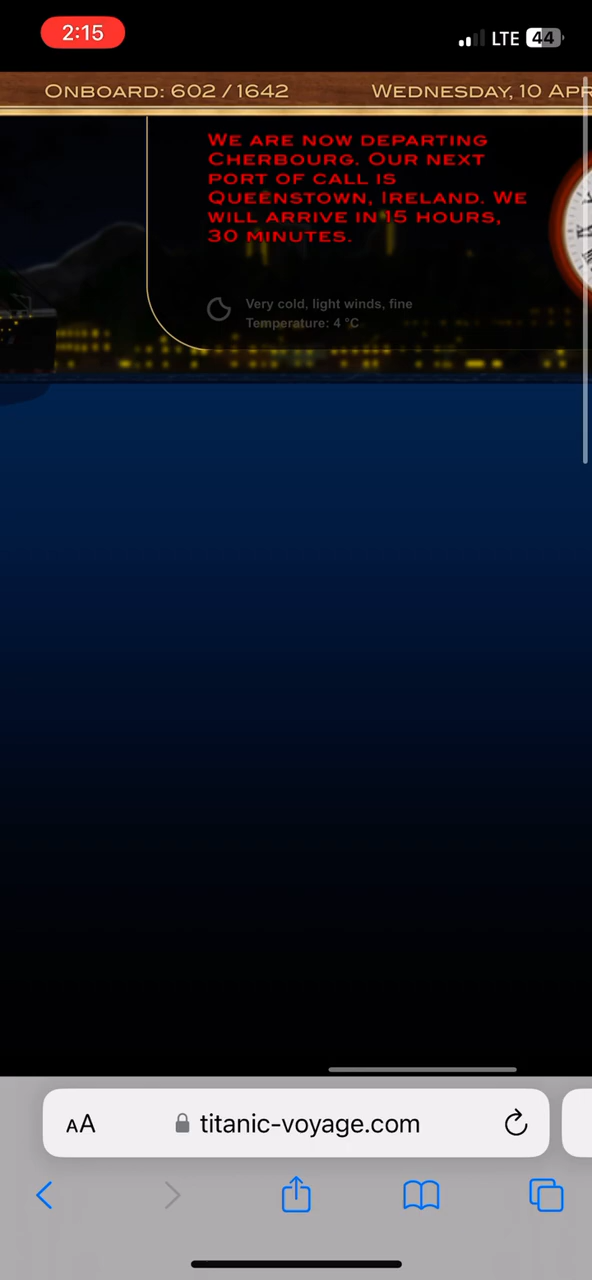 2:15
LTE 44
ONBOARD: 602 / 1642
WEDNESDAY, 10 APR
WE ARE NOW DEPARTING
CHERBOURG. OUR NEXT
PORT OF CALL IS
QUEENSTOWN, IRELAND. WE
WILL ARRIVE IN 15 HOURS,
30 MINUTES.
Very cold, light winds, fine
Temperature: 4 °C
AA
titanic-voyage.com